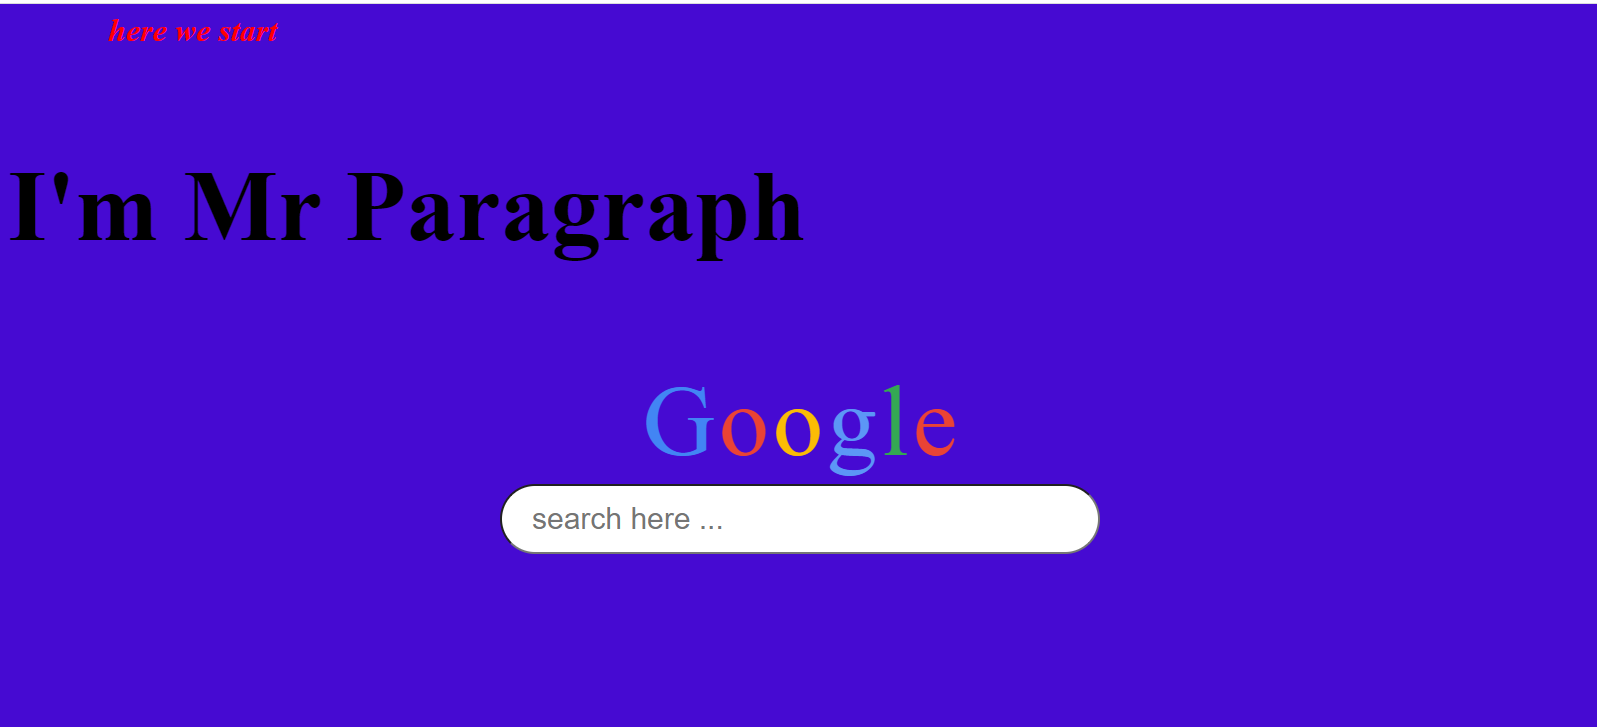 here we start
I'm Mr Paragraph
Google
search here ...